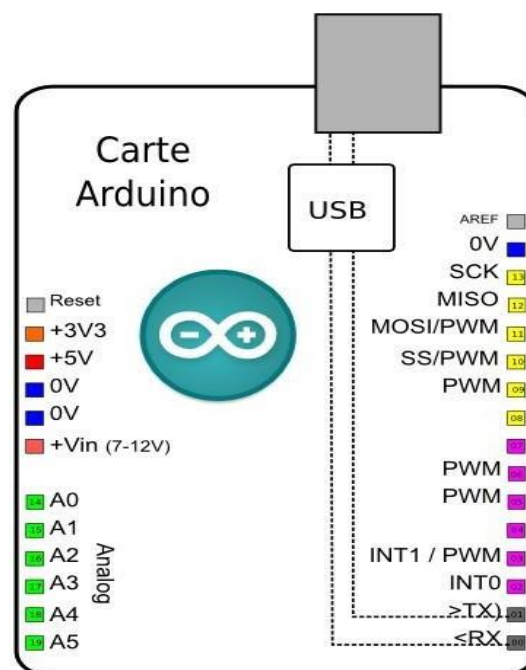 Carte
Arduino
USB
Reset
+3V3
+5V
0V
0V
+Vin (7-12V)
14 A0
15 A1
16 A2
17 A3
18 A4
19 A5
Analog
AREF
0V
SCK 13
MISO 12
MOSI/PWM 11
SS/PWM 10
PWM 09
08
07
PWM 06
PWM 05
04
INT1 / PWM 03
INT0 02
>TX) 01
<RX 00